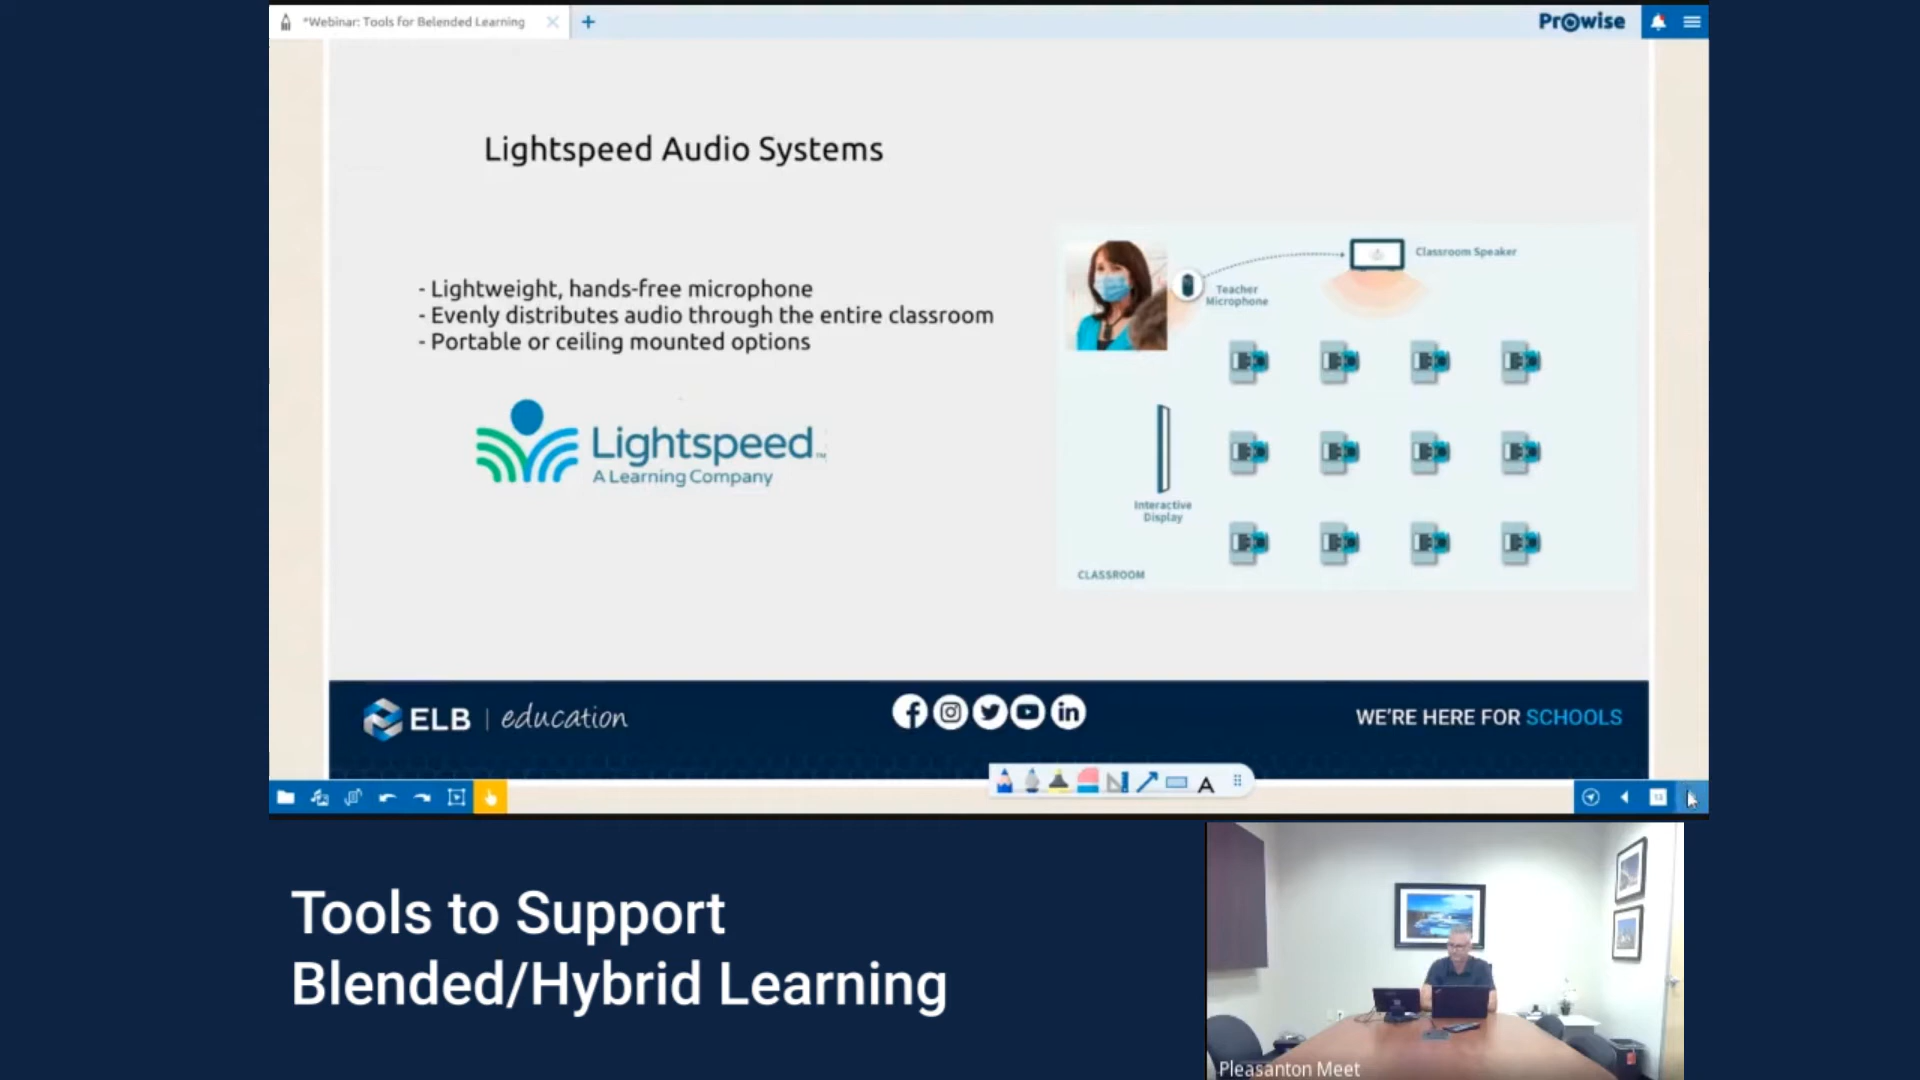 *Webinar: Tools for Belended Learning
Prowise
Lightspeed Audio Systems
- Lightweight, hands-free microphone
- Evenly distributes audio through the entire classroom
- Portable or ceiling mounted options
Lightspeed™
A Learning Company
Classroom Speaker
Teacher
Microphone
Interactive
Display
CLASSROOM
ELB | education
WE'RE HERE FOR SCHOOLS
A
Tools to Support
Blended/Hybrid Learning
Pleasanton Meet